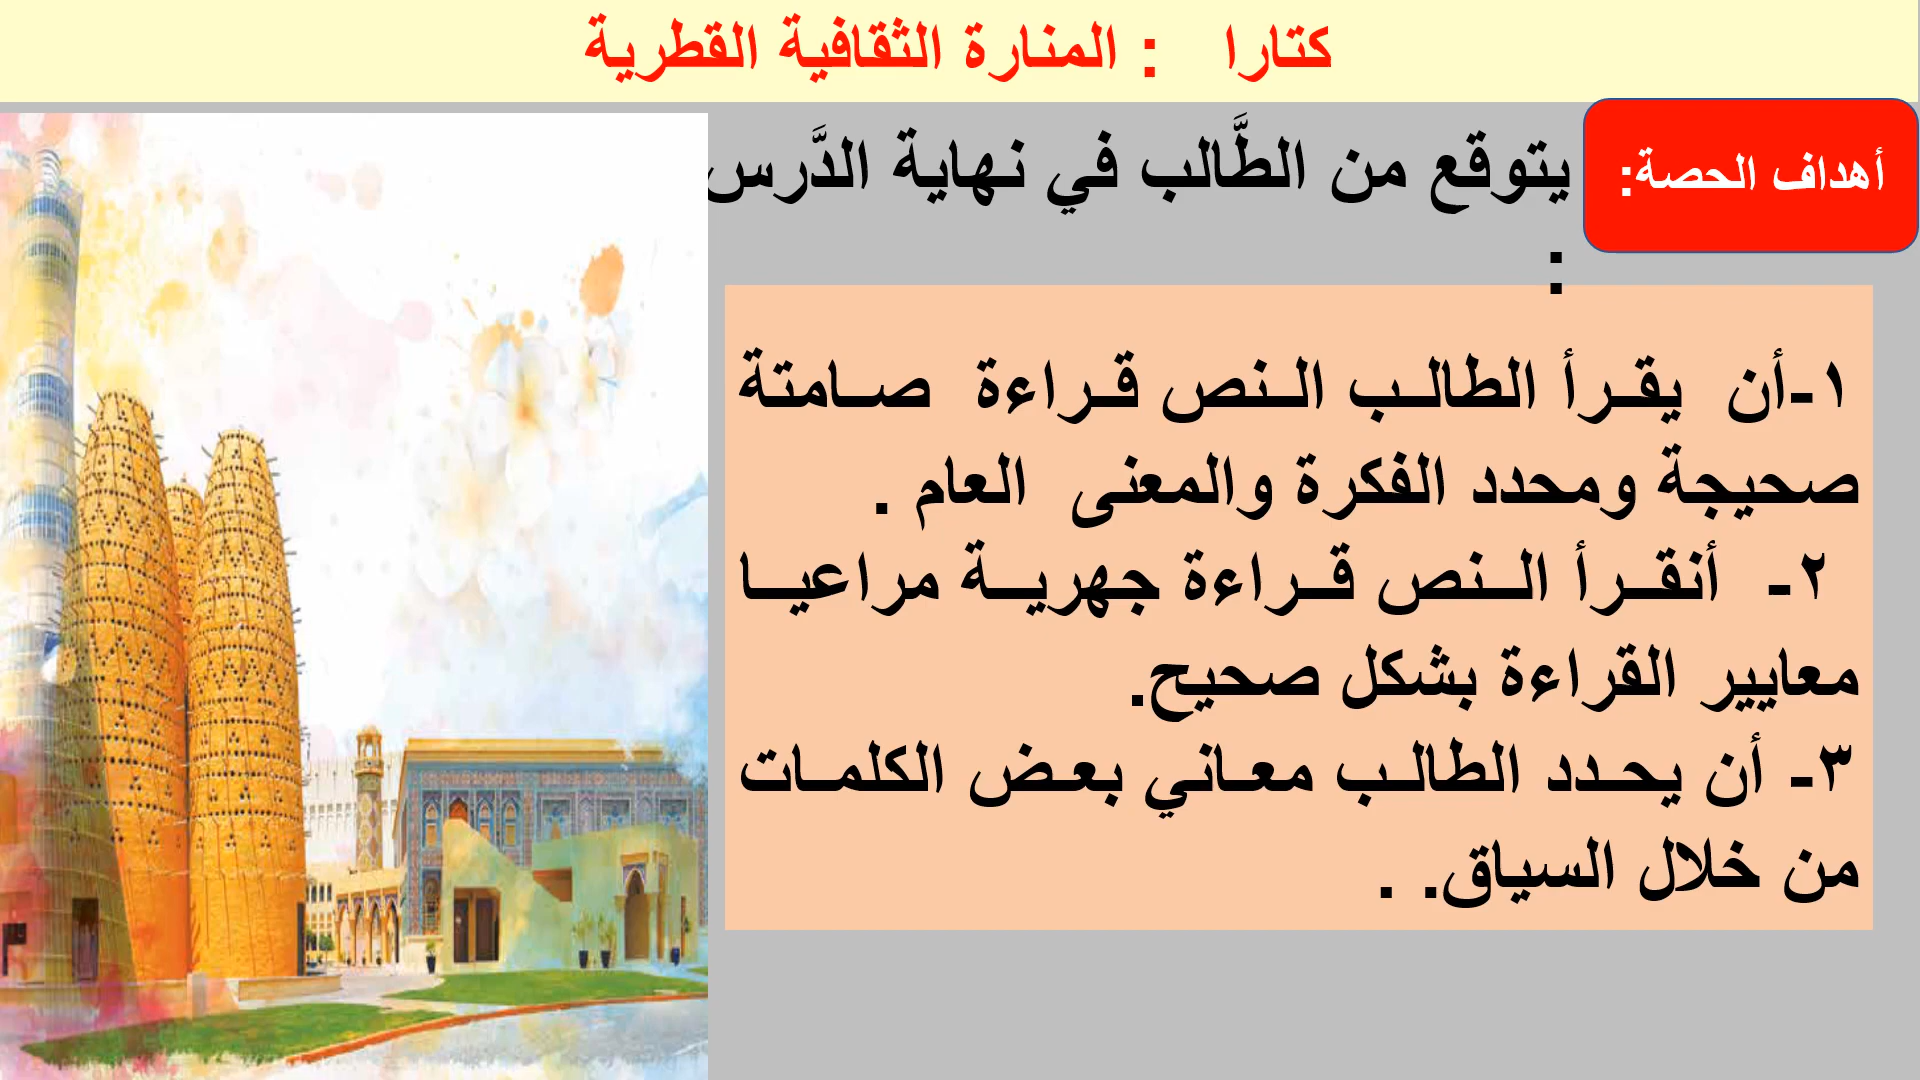 كتارا : المنارة الثقافية القطرية
أهداف الحصة:
يتوقع من الطَّالب في نهاية الدَّرس
:
١-أن يقرأ الطالب النص قراءة صامتة
صحيجة ومحدد الفكرة والمعنى العام .
٢- أنقرأ النص قراءة جهرية مراعيا
معايير القراءة بشكل صحيح.
٣- أن يحدد الطالب معاني بعض الكلمات
من خلال السياق. .